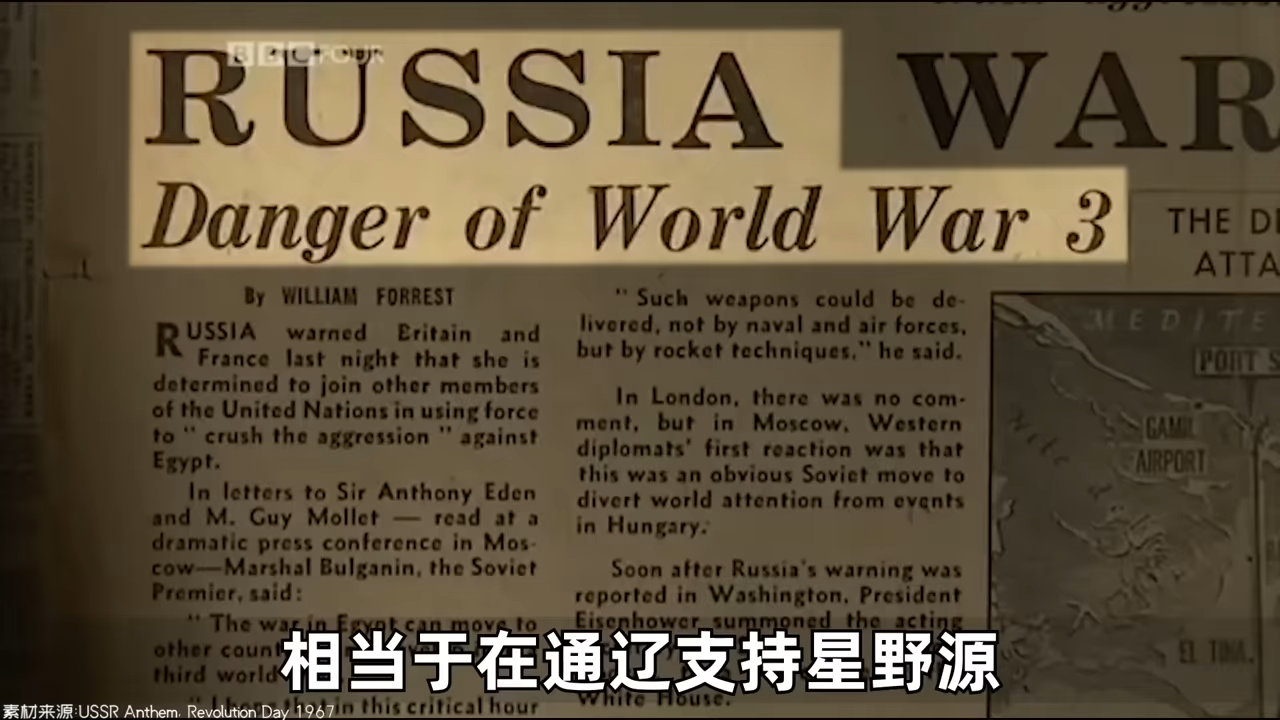 BBC FOUR
RUSSIA WAR
Danger of World War 3
THE
ATTA
By WILLIAM FORREST
RUSSIA warned Britain and
France last night that she is
determined to join other members
of the United Nations in using force
to " crush the aggression " against
Egypt.
In letters to Sir Anthony Eden
and M. Guy Mollet — read at a
dramatic press conference in Mos-
cow—Marshal Bulganin, the Soviet
Premier, said:
" The war in Egypt can move to
other
third world
in this critical hour
" Such weapons could be de-
livered, not by naval and air forces,
but by rocket techniques," he said.
In London, there was no com-
ment, but in Moscow, Western
diplomats' first reaction was that
this was an obvious Soviet move to
divert world attention from events
in Hungary.
Soon after Russia's warning was
reported in Washington, President
Eisenhower summoned the acting
White House.
MEDITE
PORT S
GAMIL
AIRPORT
EL TINA.
相当于在通辽支持星野源
素材来源:USSR Anthem, Revolution Day 1967